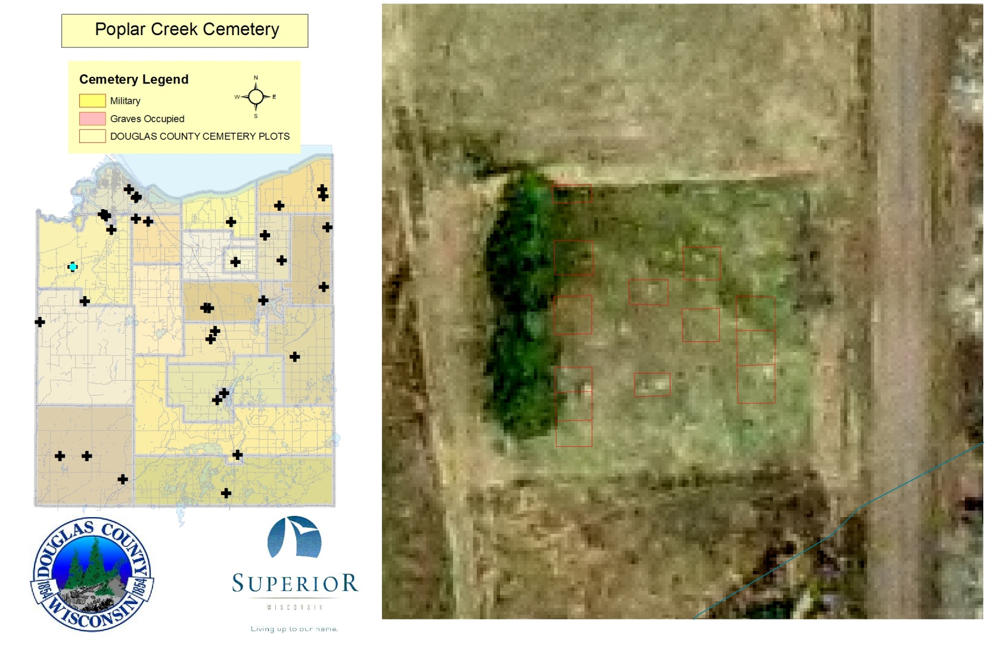 Poplar Creek Cemetery
Cemetery Legend
N
W E
S
Military
Graves Occupied
DOUGLAS COUNTY CEMETERY PLOTS
DOUGLAS COUNTY
1854 1854
WISCONSIN
SUPERIOR
WISCONSIN
Living up to our name.